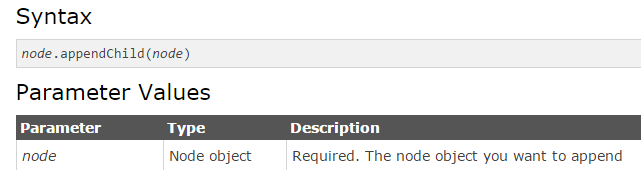 Syntax
node.appendChild(node)
Parameter Values
Parameter Type Description
node Node object Required. The node object you want to append